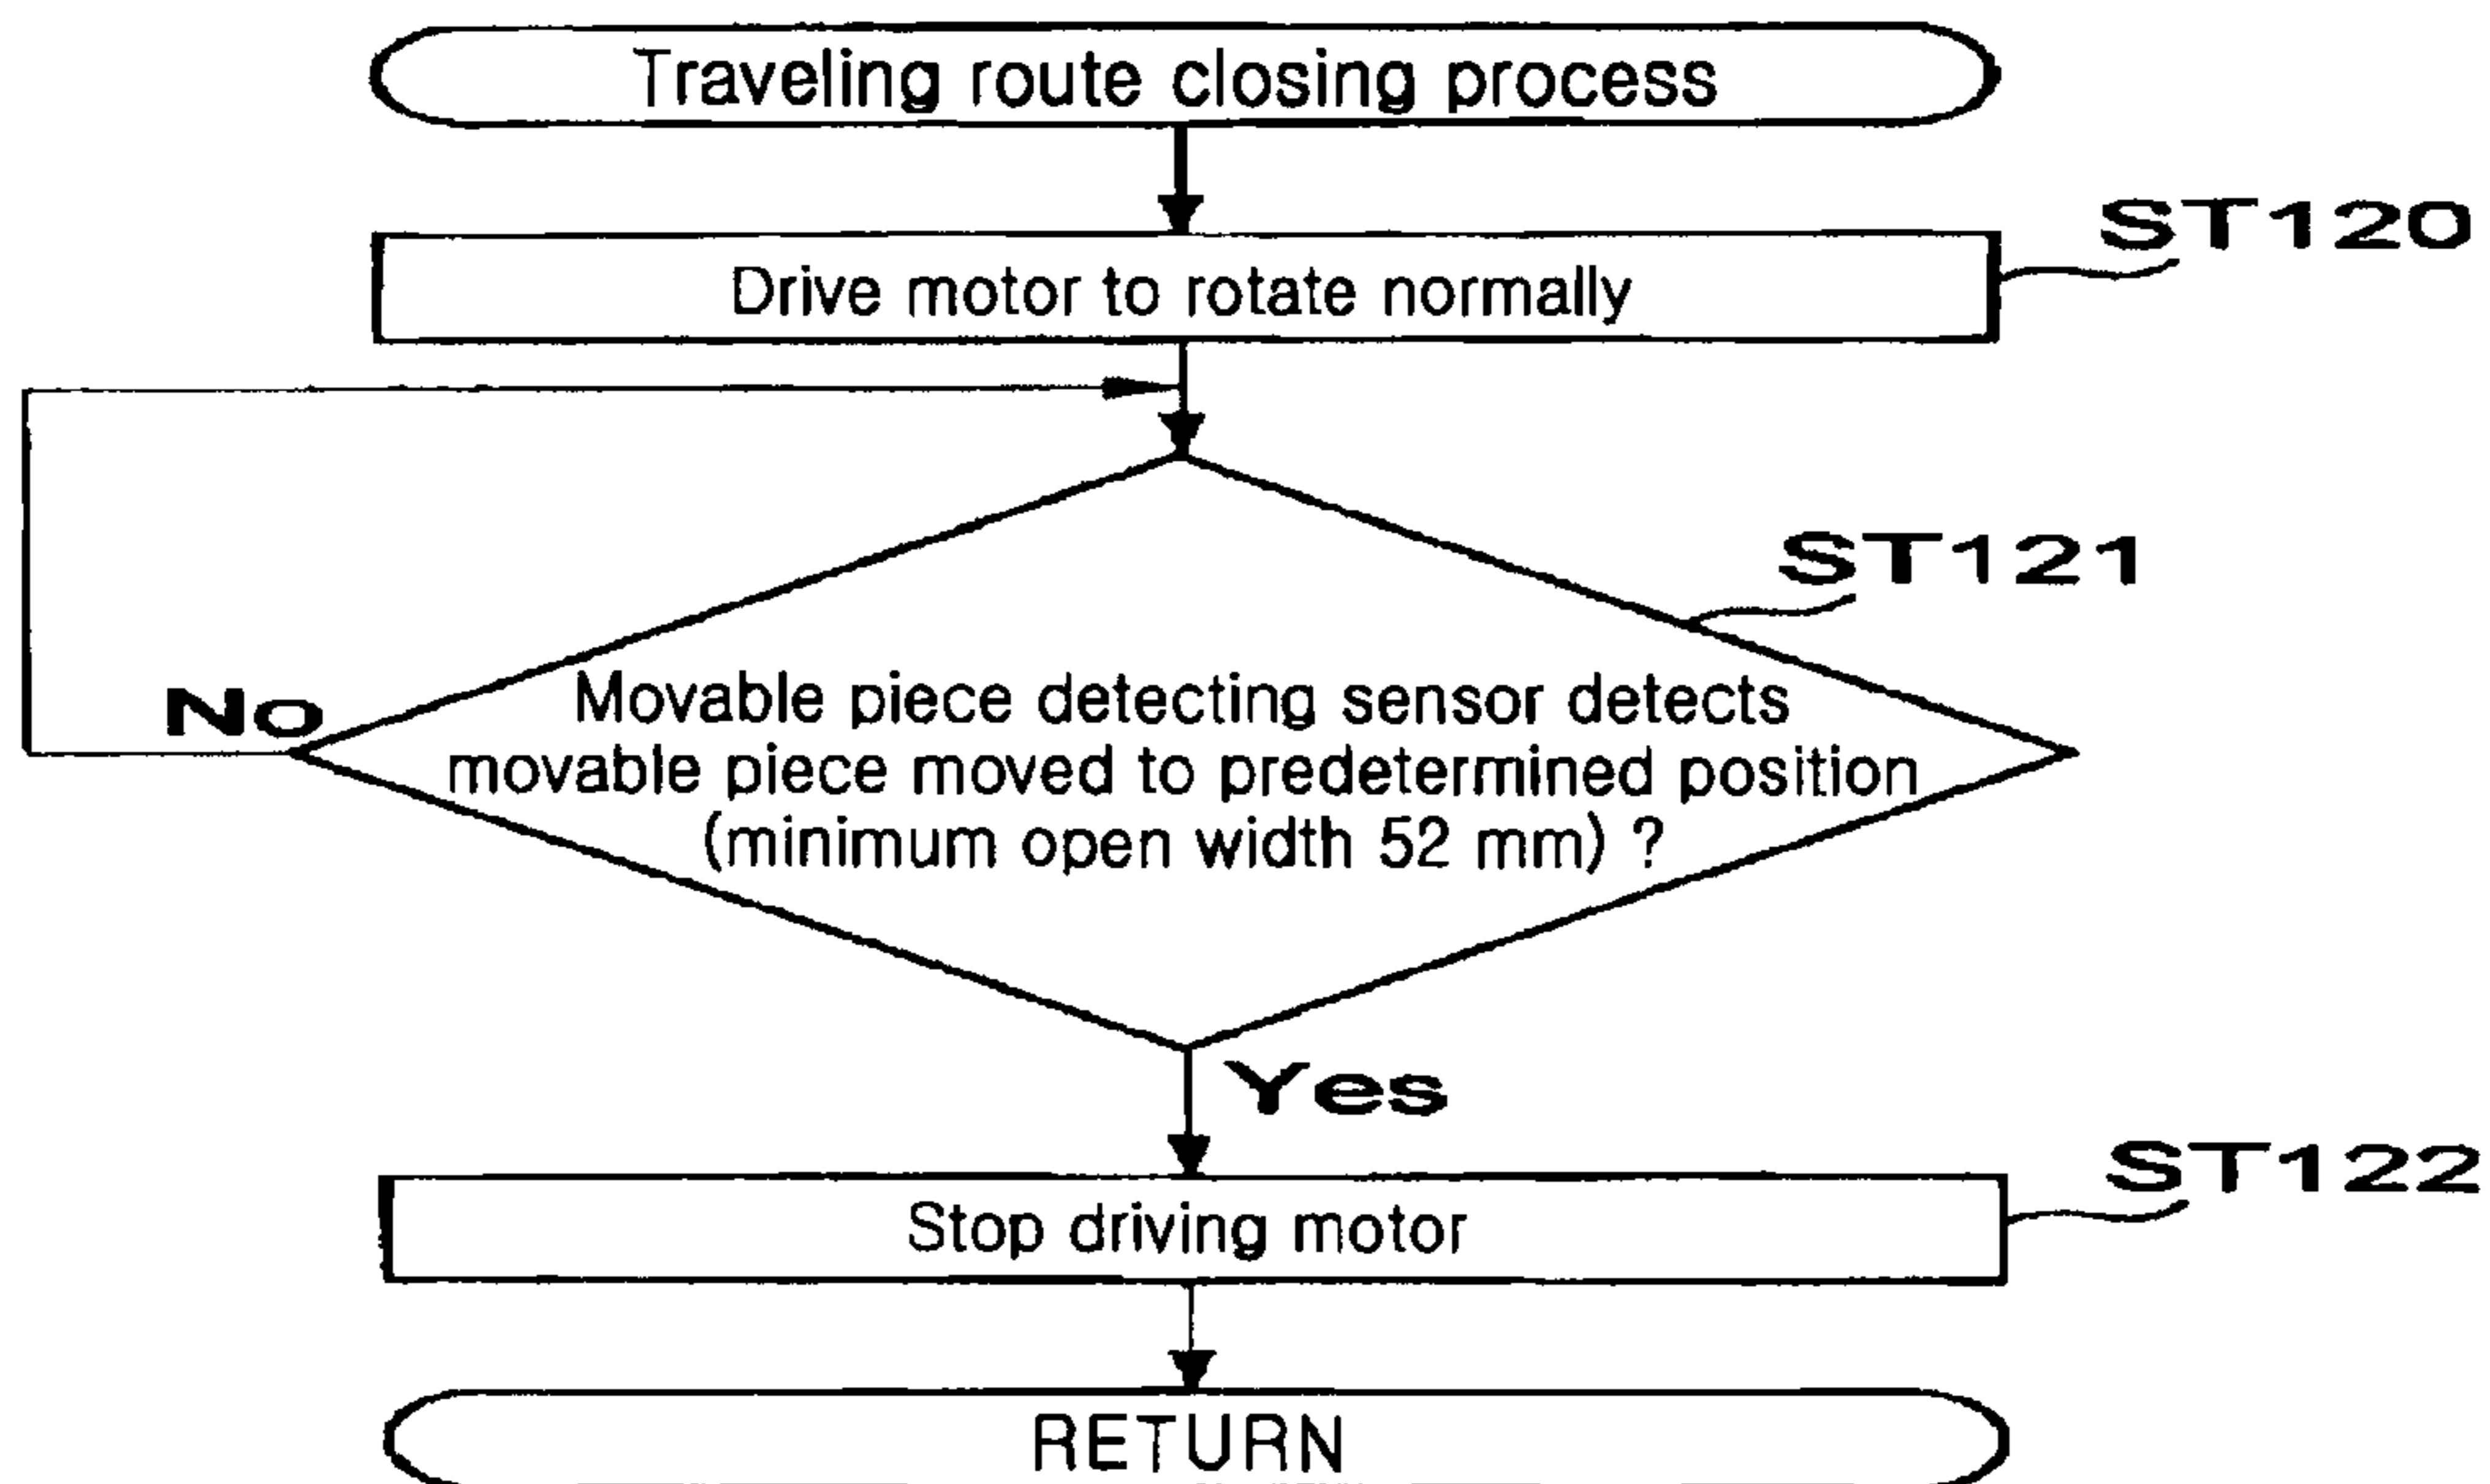 Traveling route closing process
ST120
Drive motor to rotate normally
ST121
No
Movable piece detecting sensor detects
movable piece moved to predetermined position
(minimum open width 52 mm) ?
Yes
ST122
Stop driving motor
RETURN